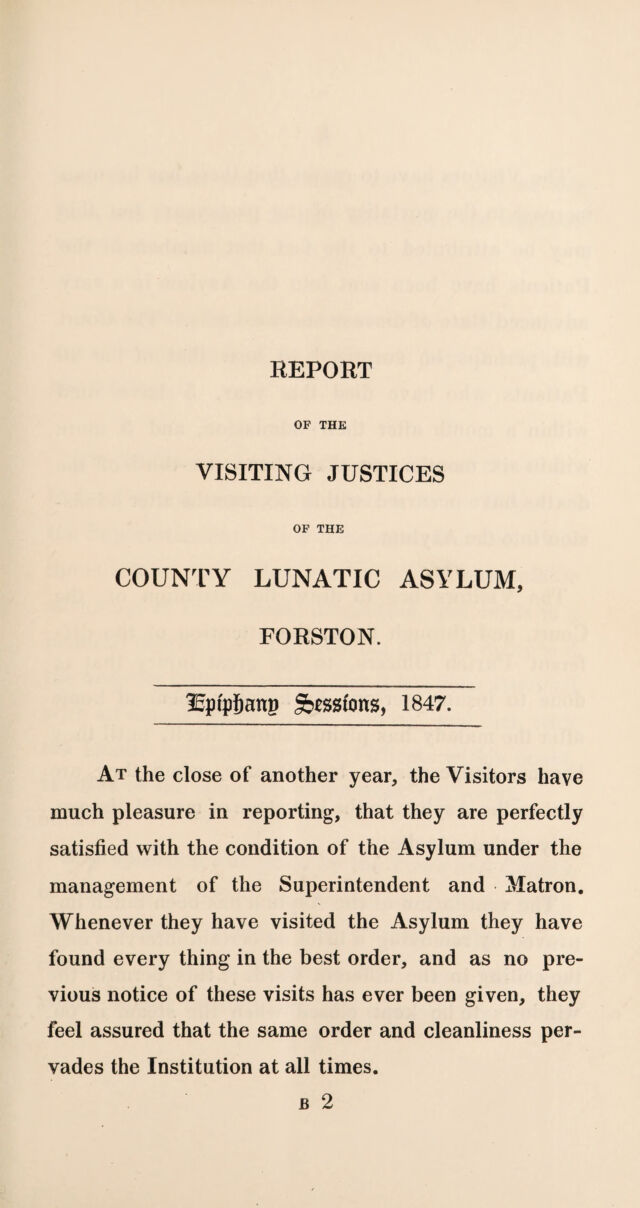 REPORT
OF THE
VISITING JUSTICES
OF THE
COUNTY LUNATIC ASYLUM,
FORSTON.
Epiphany Sessions, 1847.
At the close of another year, the Visitors have
much pleasure in reporting, that they are perfectly
satisfied with the condition of the Asylum under the
management of the Superintendent and Matron.
Whenever they have visited the Asylum they have
found every thing in the best order, and as no pre-
vious notice of these visits has ever been given, they
feel assured that the same order and cleanliness per-
vades the Institution at all times.
B 2